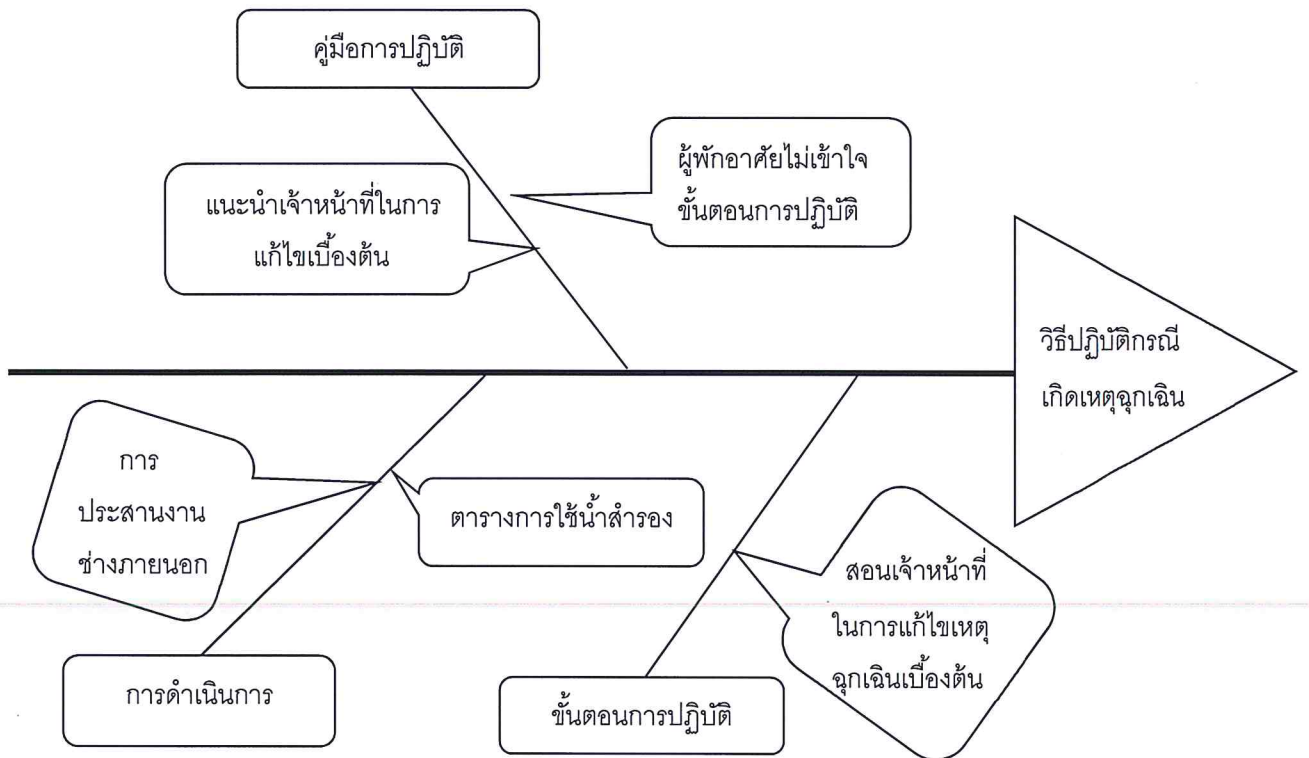 คู่มือการปฏิบัติ
ผู้พักอาศัยไม่เข้าใจ
ขั้นตอนการปฏิบัติ
แนะนำเจ้าหน้าที่ในการ
แก้ไขเบื้องต้น
วิธีปฏิบัติกรณี
เกิดเหตุฉุกเฉิน
การ
ประสานงาน
ช่างภายนอก
ตารางการใช้น้ำสำรอง
สอนเจ้าหน้าที่
ในการแก้ไขเหตุ
ฉุกเฉินเบื้องต้น
การดำเนินการ
ขั้นตอนการปฏิบัติ